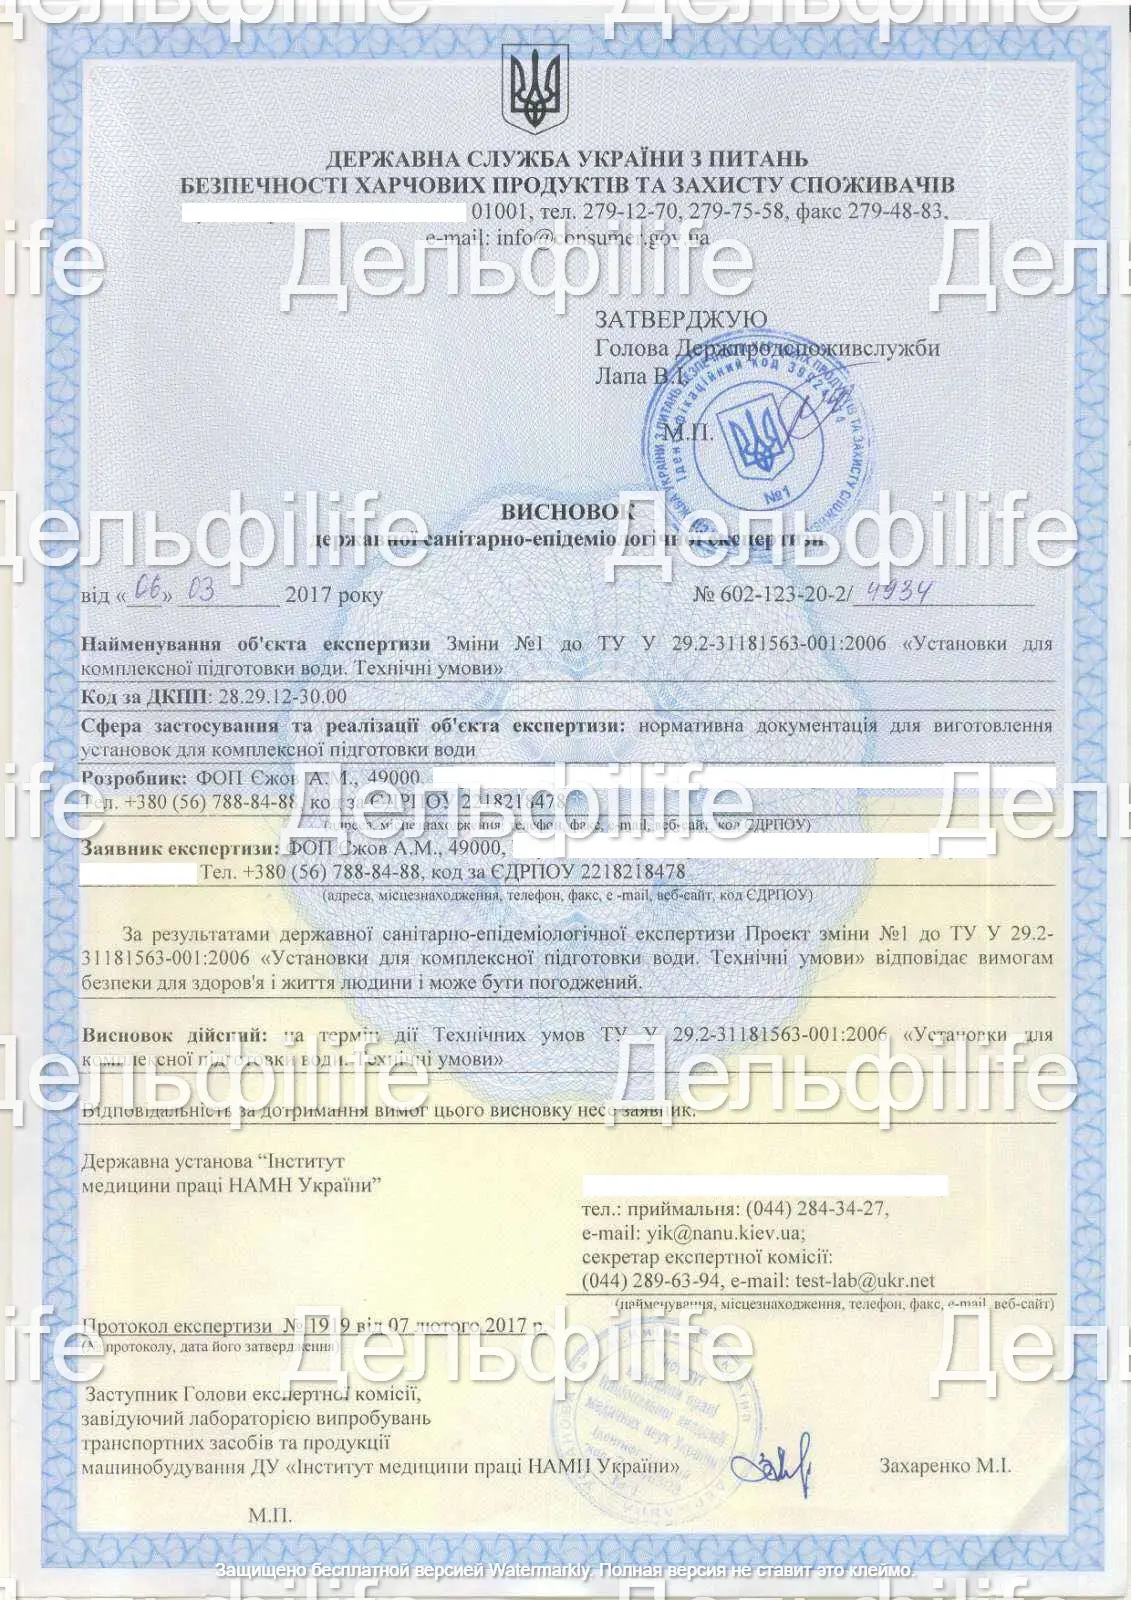 ДЕРЖАВНА СЛУЖБА УКРАЇНИ З ПИТАНЬ
БЕЗПЕЧНОСТІ ХАРЧОВИХ ПРОДУКТІВ ТА ЗАХИСТУ СПОЖИВАЧІВ
01001, тел. 279-12-70, 279-75-58, факс 279-48-83,
e-mail: info@consumer.gov.ua
Дельфіlife
ЗАТВЕРДЖУЮ
Голова Держпродспоживслужби
Лапа В.І.
М.П.
№1
ВИСНОВОК
державної санітарно-епідеміологічної експертизи
від «06» 03 2017 року № 602-123-20-2/ 4934
Найменування об'єкта експертизи Зміни №1 до ТУ У 29.2-31181563-001:2006 «Установки для
комплексної підготовки води. Технічні умови»
Код за ДКПП: 28.29.12-30.00
Сфера застосування та реалізації об'єкта експертизи: нормативна документація для виготовлення
установок для комплексної підготовки води
Розробник: ФОП Єжов А.М., 49000,
Тел. +380 (56) 788-84-88, код за ЄДРПОУ 2218218478
(адреса, місцезнаходження, телефон, факс, e-mail, веб-сайт, код ЄДРПОУ)
Заявник експертизи: ФОП Єжов А.М., 49000,
Тел. +380 (56) 788-84-88, код за ЄДРПОУ 2218218478
(адреса, місцезнаходження, телефон, факс, e -mail, веб-сайт, код ЄДРПОУ)
За результатами державної санітарно-епідеміологічної експертизи Проект зміни №1 до ТУ У 29.2-
31181563-001:2006 «Установки для комплексної підготовки води. Технічні умови» відповідає вимогам
безпеки для здоров'я і життя людини і може бути погоджений.
Висновок дійсний: на термін дії Технічних умов ТУ У 29.2-31181563-001:2006 «Установки для
комплексної підготовки води. Технічні умови»
Відповідальність за дотримання вимог цього висновку несе заявник.
Державна установа “Інститут
медицини праці НАМН України”
тел.: приймальня: (044) 284-34-27,
e-mail: yik@nanu.kiev.ua;
секретар експертної комісії:
(044) 289-63-94, e-mail: test-lab@ukr.net
(найменування, місцезнаходження, телефон, факс, e-mail, веб-сайт)
Протокол експертизи № 1919 від 07 лютого 2017 р.
(№ протоколу, дата його затвердження)
Заступник Голови експертної комісії,
завідуючий лабораторією випробувань
транспортних засобів та продукції
машинобудування ДУ «Інститут медицини праці НАМН України» Захаренко М.І.
М.П.
Защищено бесплатной версией Watermarkly. Полная версия не ставит это клеймо.